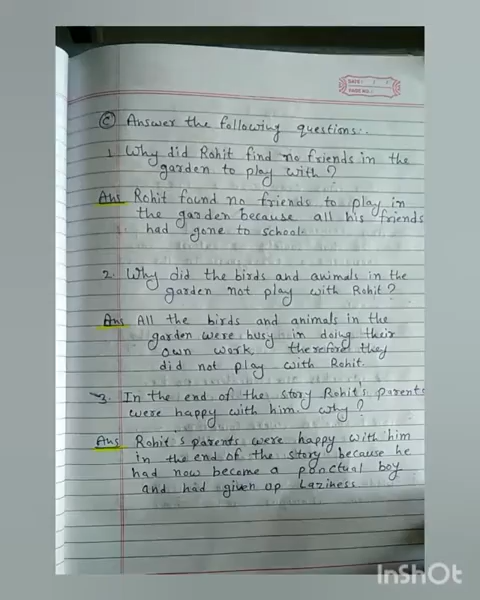 DATE: / /
PAGE NO.:
(C) Answer the following questions:-
1. Why did Rohit find no friends in the
garden to play with?
Ans Rohit found no friends to play in
the garden because all his friends
had gone to school.
2. Why did the birds and animals in the
garden not play with Rohit?
Ans All the birds and animals in the
garden were busy in doing their
own work, therefore they
did not play with Rohit.
3. In the end of the story Rohit's parents
were happy with him. Why?
Ans Rohit's parents were happy with him
in the end of the story because he
had now become a punctual boy
and had given up Laziness
InShOt